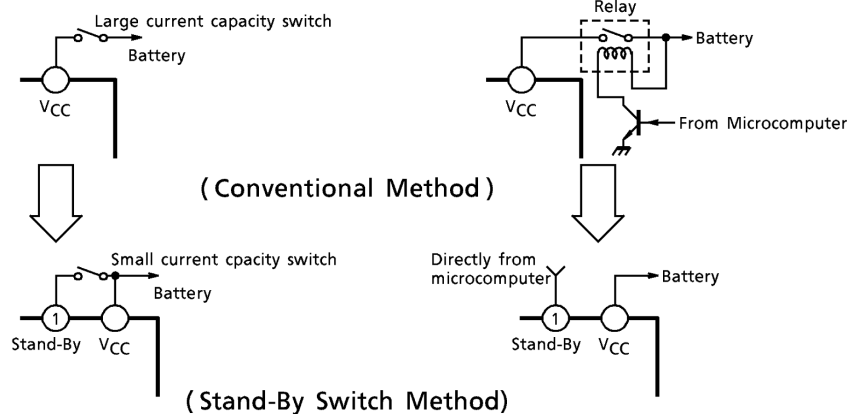 Large current capacity switch
Battery
VCC
Relay
Battery
VCC
From Microcomputer
(Conventional Method)
Small current cpacity switch
Battery
1
Stand-By VCC
Directly from
microcomputer
Battery
1
Stand-By VCC
(Stand-By Switch Method)